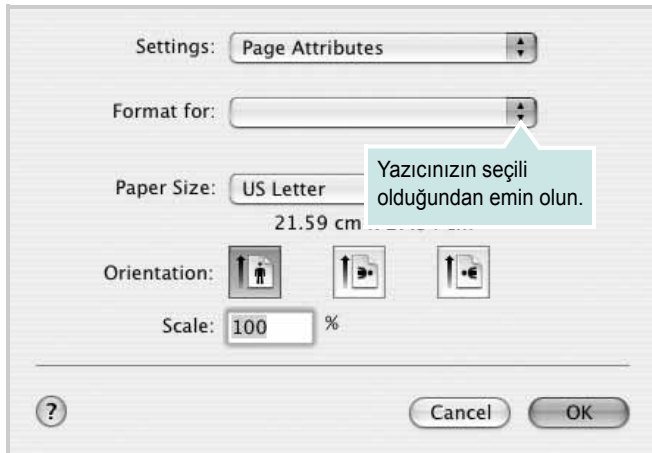 Settings: Page Attributes
Format for:
Yazıcınızın seçili
olduğundan emin olun.
Paper Size: US Letter
21.59 cm
Orientation:
Scale: 100 %
? Cancel OK